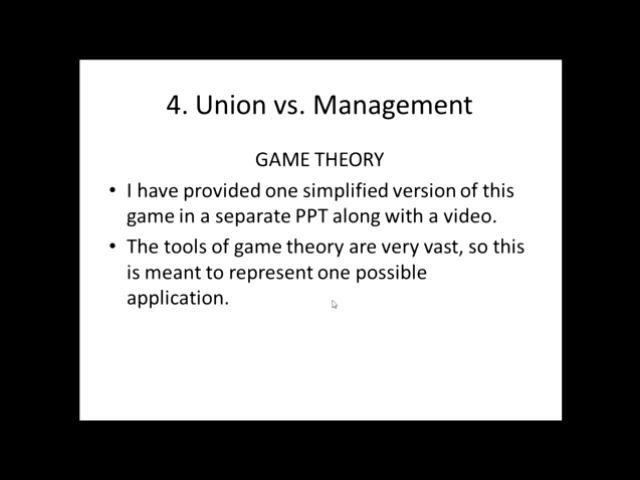 4. Union vs. Management
GAME THEORY
• I have provided one simplified version of this
game in a separate PPT along with a video.
• The tools of game theory are very vast, so this
is meant to represent one possible
application.